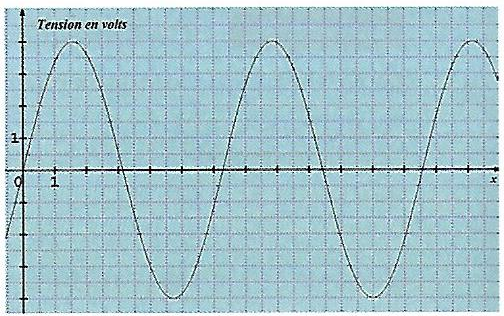 Tension en volts
1
0 1 x